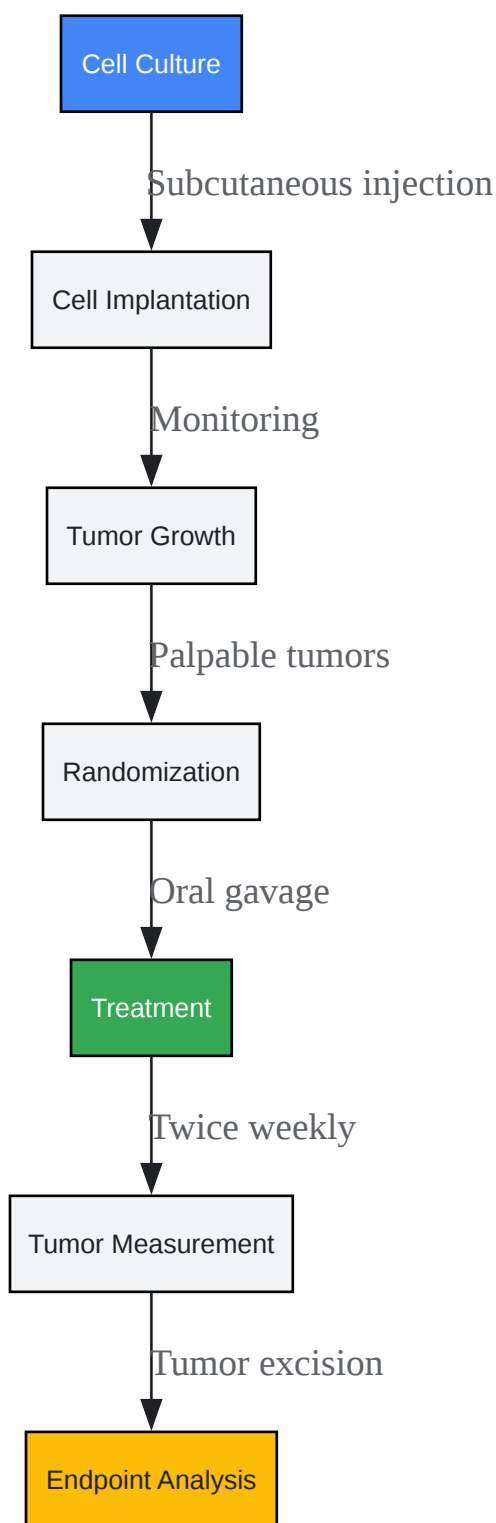 Cell Culture
Subcutaneous injection
Cell Implantation
Monitoring
Tumor Growth
Palpable tumors
Randomization
Oral gavage
Treatment
Twice weekly
Tumor Measurement
Tumor excision
Endpoint Analysis